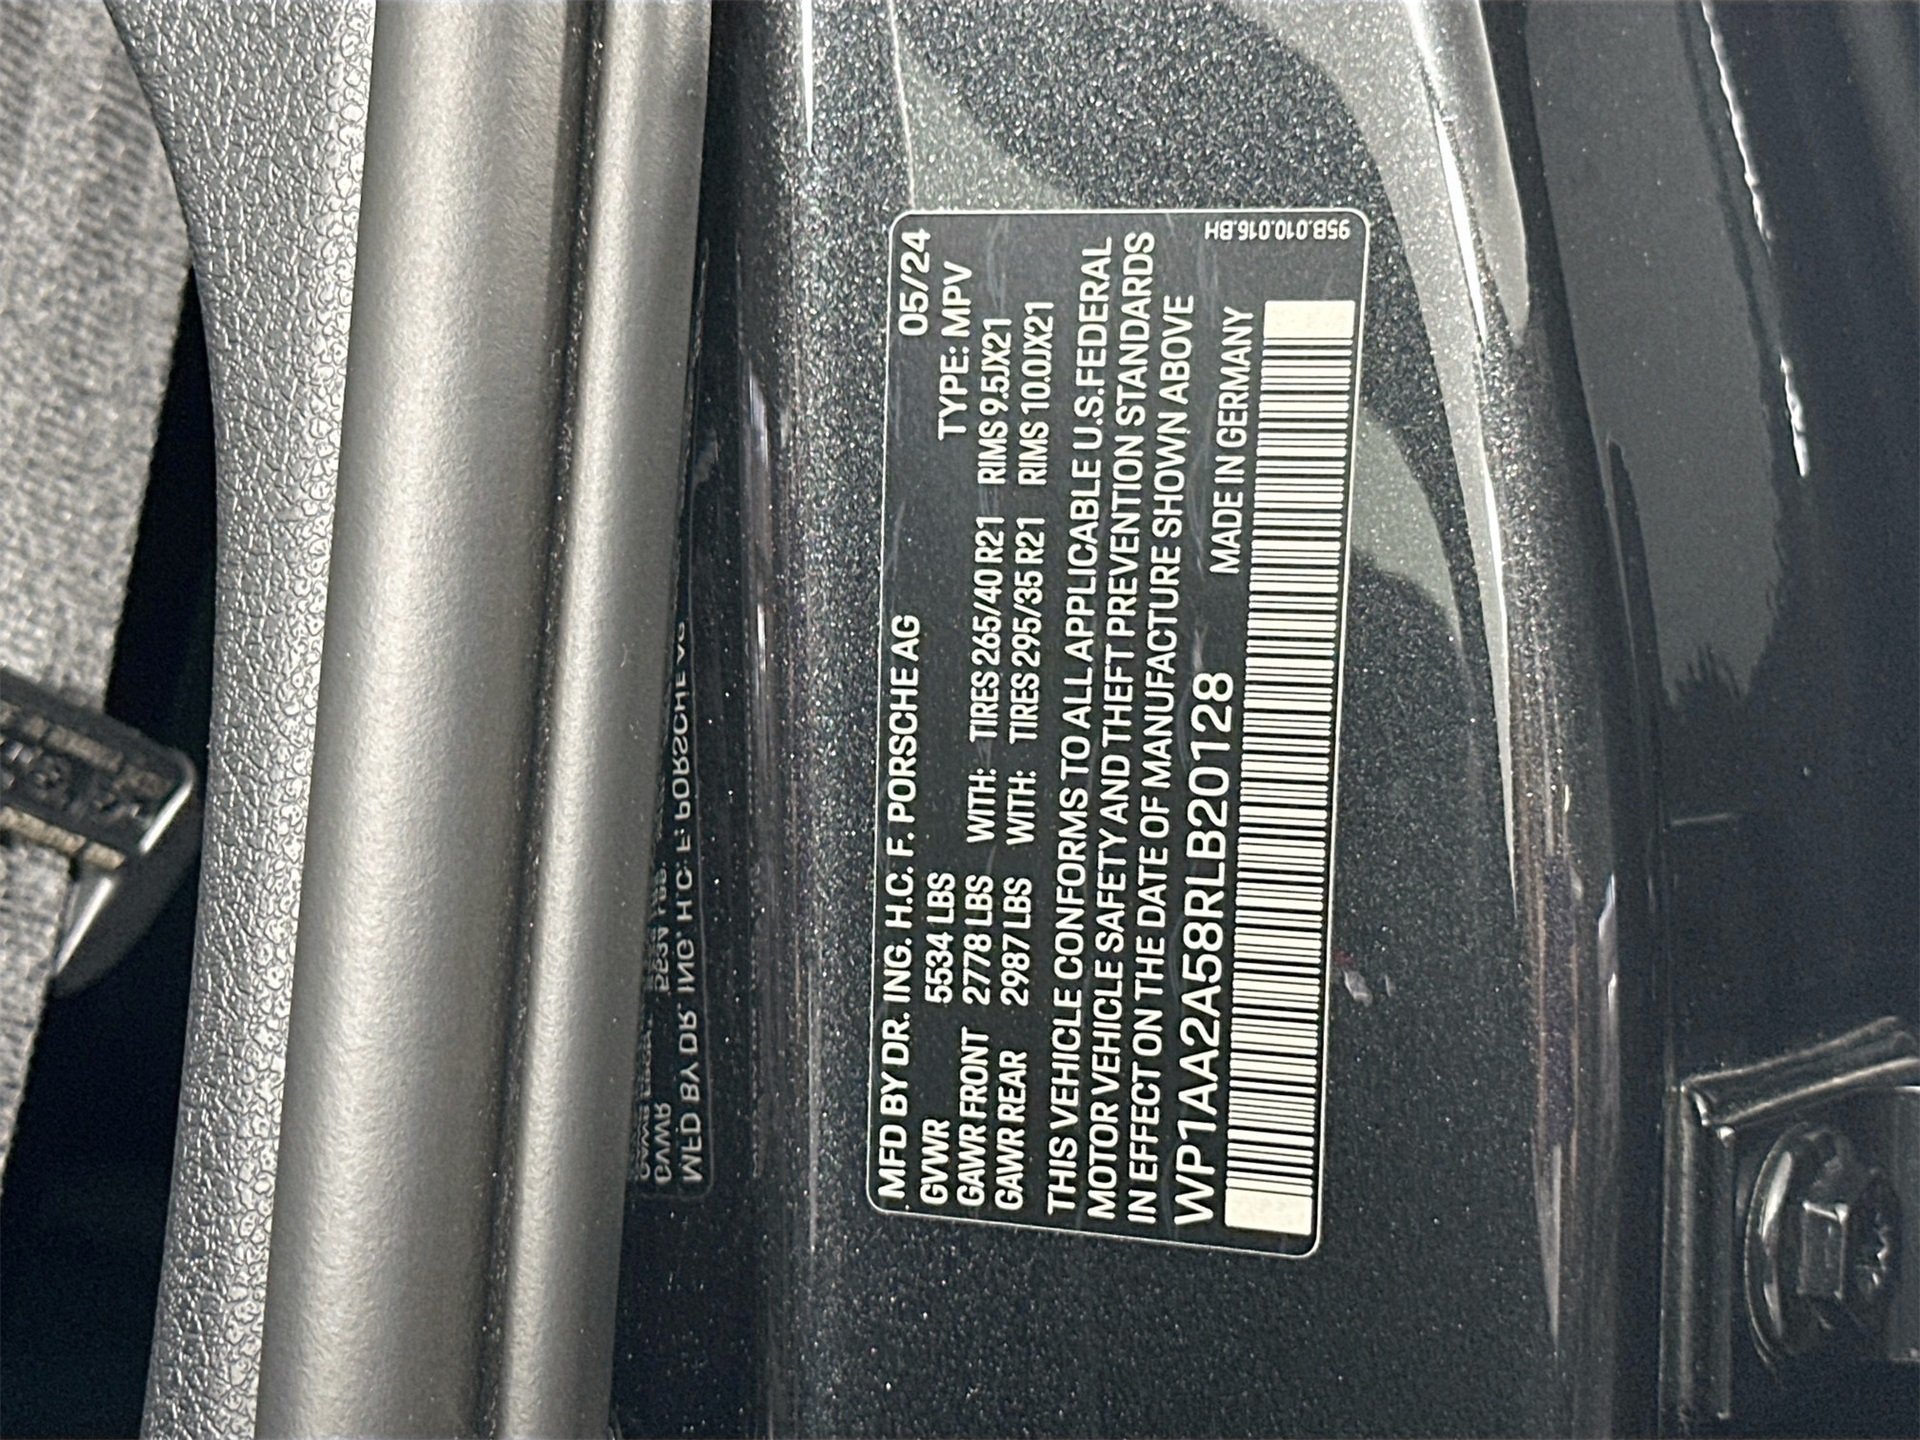 MFD BY DR. ING. H.C. F. PORSCHE AG 05/24
GVWR 5534 LBS TYPE: MPV
GAWR FRONT 2778 LBS WITH: TIRES 265/40 R21 RIMS 9.5JX21
GAWR REAR 2987 LBS WITH: TIRES 295/35 R21 RIMS 10.0JX21
THIS VEHICLE CONFORMS TO ALL APPLICABLE U.S.FEDERAL
MOTOR VEHICLE SAFETY AND THEFT PREVENTION STANDARDS
IN EFFECT ON THE DATE OF MANUFACTURE SHOWN ABOVE
WP1AA2A58RLB20128 MADE IN GERMANY
95B.010.016.BH